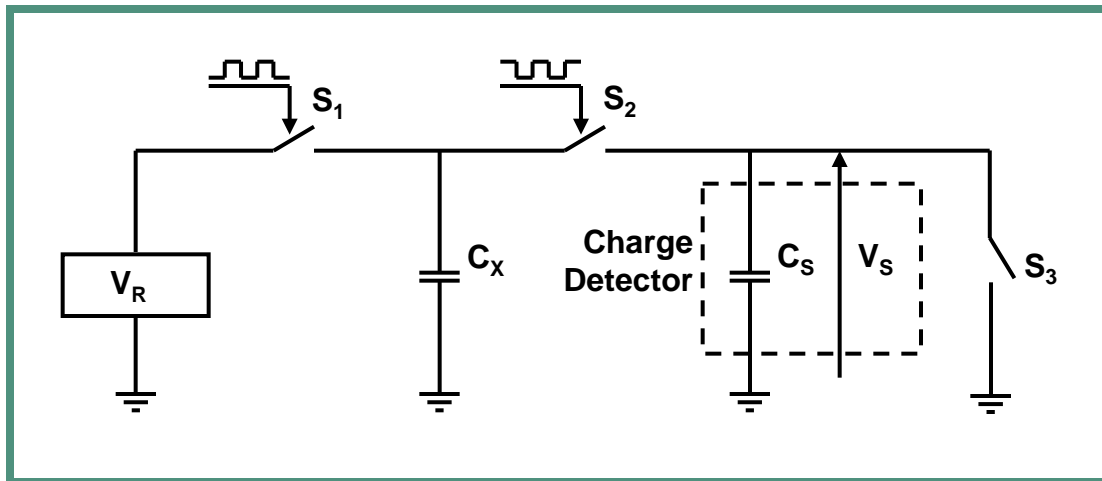 S1
S2
VR
CX
Charge
Detector
CS
VS
S3